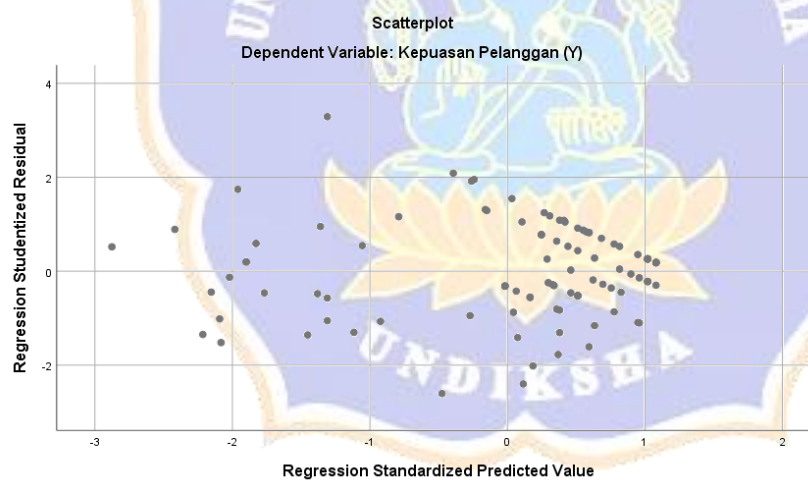 Scatterplot
Dependent Variable: Kepuasan Pelanggan (Y)
Regression Studentized Residual
4
2
0
-2
-3
-2
-1
0
1
2
Regression Standardized Predicted Value
UNDIKSHA